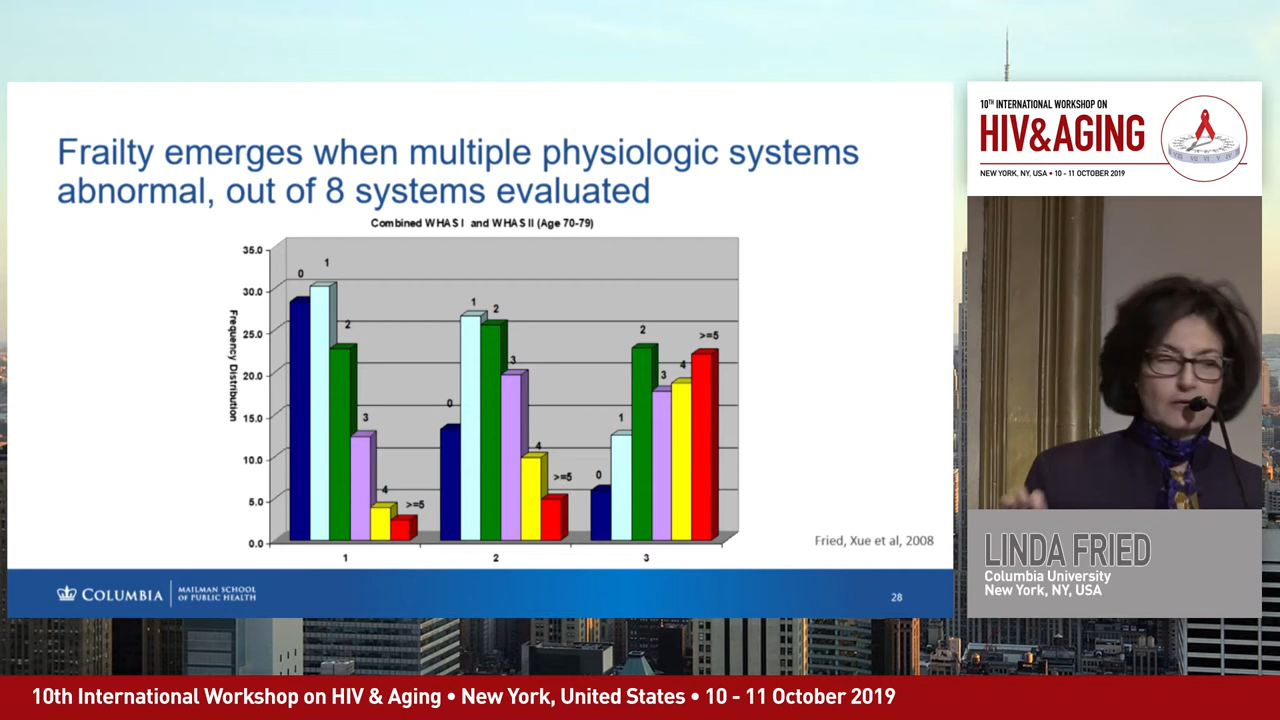 Frailty emerges when multiple physiologic systems
abnormal, out of 8 systems evaluated
Combined WHAS I and WHAS II (Age 70-79)
Frequency Distribution
35.0
30.0
25.0
20.0
15.0
10.0
5.0
0.0
0
1
2
3
4
>=5
0
1
2
3
4
>=5
0
1
2
3
4
>=5
1
2
3
Fried, Xue et al, 2008
COLUMBIA
MAILMAN SCHOOL
OF PUBLIC HEALTH
28
10TH INTERNATIONAL WORKSHOP ON
HIV&AGING
NEW YORK, NY, USA • 10 - 11 OCTOBER 2019
LINDA FRIED
Columbia University
New York, NY, USA
10th International Workshop on HIV & Aging • New York, United States • 10 - 11 October 2019